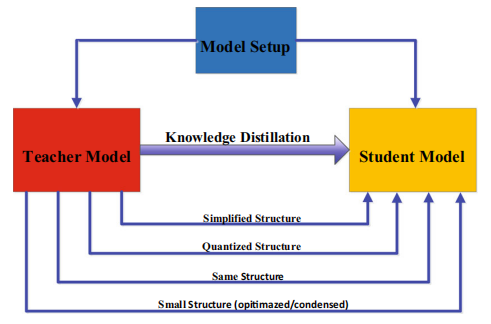 Model Setup
Knowledge Distillation
Teacher Model
Student Model
Simplified Structure
Quantized Structure
Same Structure
Small Structure (opitimazed/condensed)